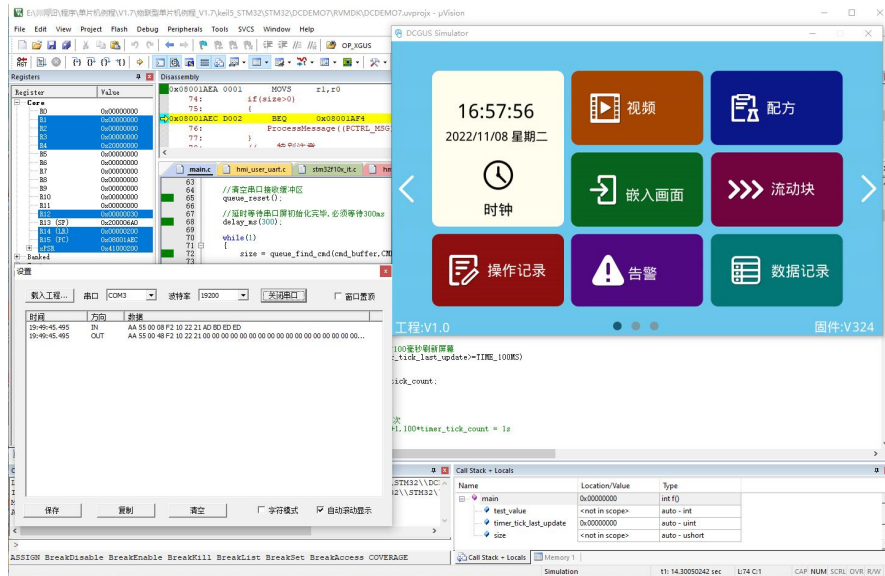 E:\川嵋田\程序\单片机例程\V1.7\物联型单片机例程_V1.7\keil5_STM32\STM32\DCDEMO7\RVMDK\DCDEMO7.uvprojx - µVision
File Edit View Project Flash Debug Peripherals Tools SVCS Window Help
OP_XGUS
Registers
Register Value
Core
R0 0x00000000
R1 0x00000000
R2 0x00000000
R3 0x00000000
R4 0x20000000
R5 0x00000000
R6 0x00000000
R7 0x00000000
R8 0x00000000
R9 0x00000000
R10 0x00000000
R11 0x00000000
R12 0x00000030
R13 (SP) 0x200006A0
R14 (LR) 0x00000200
R15 (PC) 0x08001AEC
xPSR 0x41000200
Banked
Disassembly
0x08001AEA 0001 MOVS r1,r0
74: if(size>0)
75: {
0x08001AEC D002 BEQ 0x08001AF4
76: ProcessMessage((PCTRL_MSG
77: }
main.c hmi_user_uart.c stm32f10x_it.c
63
64 //清空串口接收缓冲区
65 queue_reset();
66
67 //延时等待串口屏初始化完毕,必须等待300ms
68 delay_ms(300);
69
70 while(1)
71 {
72 size = queue_find_cmd(cmd_buffer,CM
73
DCGUS Simulator
16:57:56
2022/11/08 星期二
时钟
视频
配方
嵌入画面
流动块
操作记录
告警
数据记录
工程:V1.0
固件:V324
设置
载入工程... 串口 COM3 波特率 19200 关闭串口 窗口置顶
时间 方向 数据
19:49:45.495 IN AA 55 00 08 F2 10 22 21 AD BD ED ED
19:49:45.495 OUT AA 55 00 48 F2 10 22 21 00 00 00 00 00 00 00 00 00 00 00 00 00 00 00 00 00...
保存 复制 清空 字符模式 自动滚动显示
100毫秒刷新屏幕
_tick_last_update>=TIME_100MS)
ick_count;
次
+1,100*timer_tick_count = 1s
Call Stack + Locals
Name Location/Value Type
main 0x00000000 int f()
test_value <not in scope> auto - int
timer_tick_last_update 0x00000000 auto - uint
size <not in scope> auto - ushort
>
ASSIGN BreakDisable BreakEnable BreakKill BreakList BreakSet BreakAccess COVERAGE
Call Stack + Locals Memory 1
Simulation t1: 14.30050242 sec L:74 C:1 CAP NUM SCRL OVR R/W